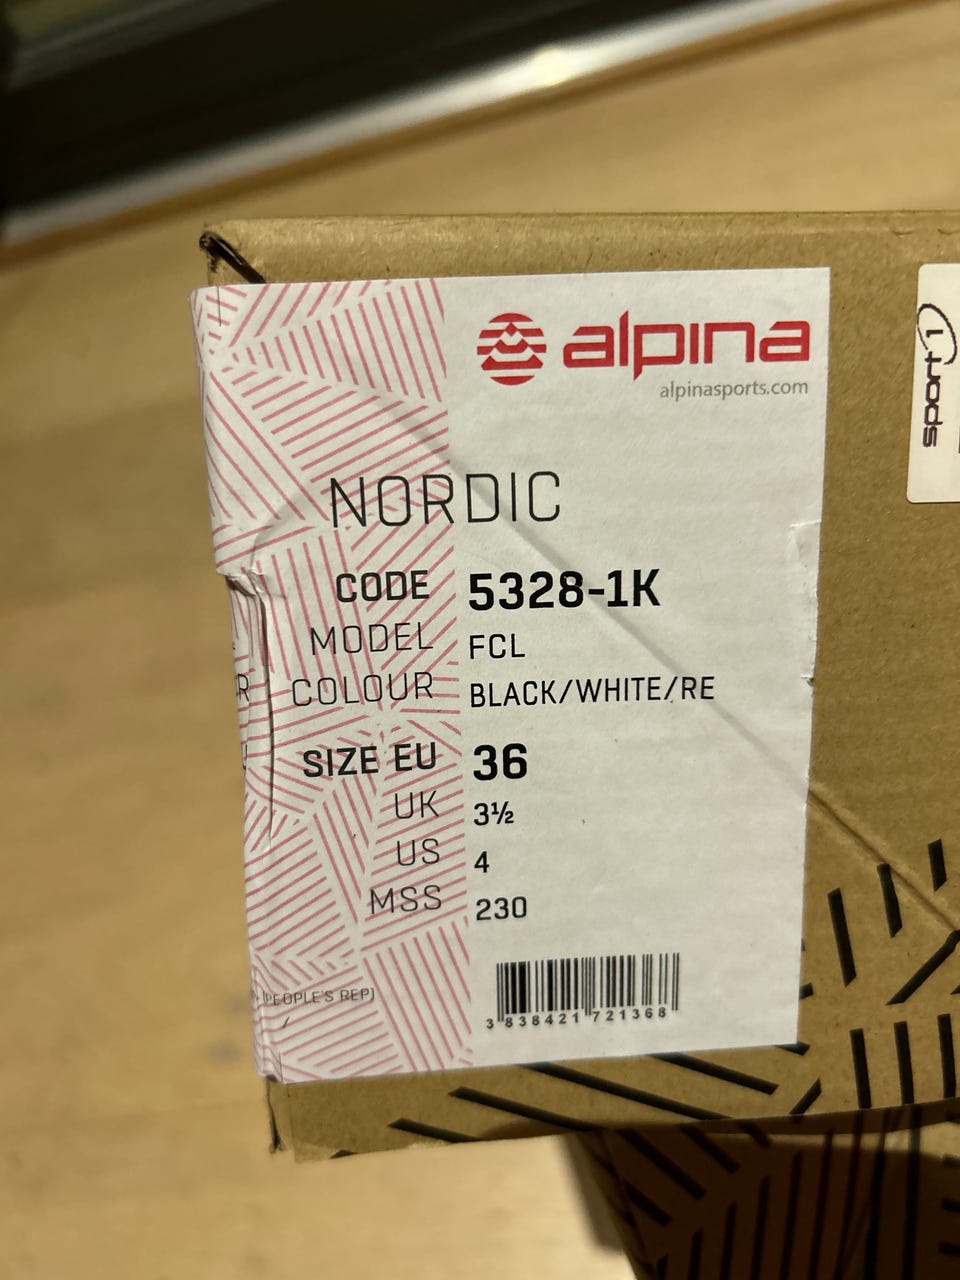 alpina
alpinasports.com
sport 1
NORDIC
CODE 5328-1K
MODEL FCL
COLOUR BLACK/WHITE/RE
SIZE EU 36
UK 3½
US 4
MSS 230
(PEOPLE'S REP)
3 838421 721368